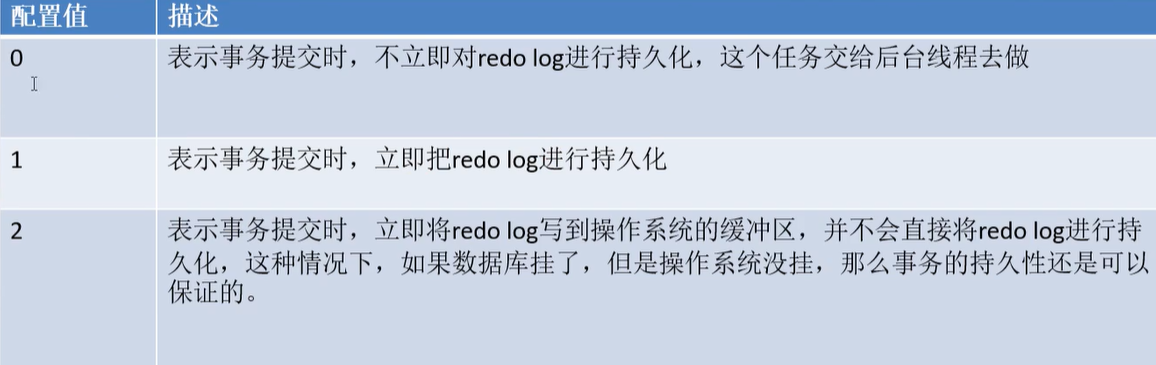 配置值 描述
0 表示事务提交时，不立即对redo log进行持久化，这个任务交给后台线程去做
1 表示事务提交时，立即把redo log进行持久化
2 表示事务提交时，立即将redo log写到操作系统的缓冲区，并不会直接将redo log进行持
久化，这种情况下，如果数据库挂了，但是操作系统没挂，那么事务的持久性还是可以
保证的。